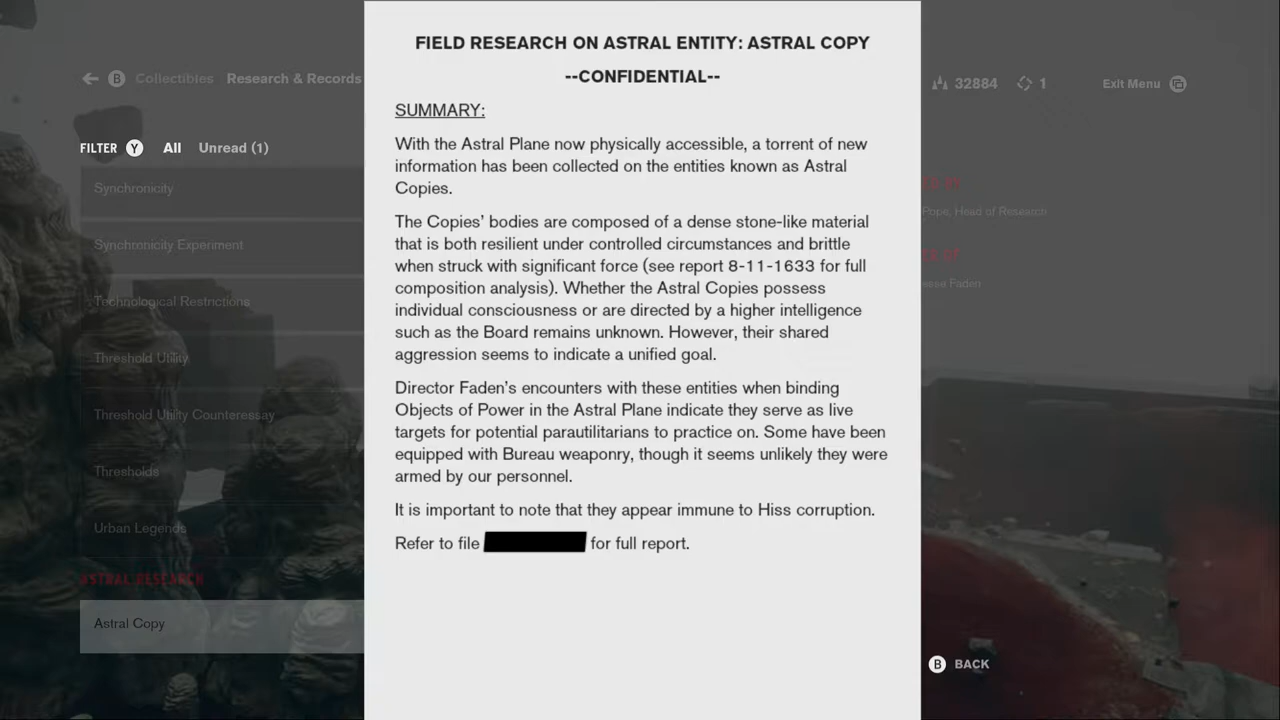 FIELD RESEARCH ON ASTRAL ENTITY: ASTRAL COPY
--CONFIDENTIAL--
B Collectibles Research & Records
32884
1
Exit Menu
FILTER Y All Unread (1)
Synchronicity
Synchronicity Experiment
Technological Restrictions
Threshold Utility
Threshold Utility Counteressay
Thresholds
Urban Legends
ASTRAL RESEARCH
Astral Copy
SUMMARY:
With the Astral Plane now physically accessible, a torrent of new
information has been collected on the entities known as Astral
Copies.
The Copies' bodies are composed of a dense stone-like material
that is both resilient under controlled circumstances and brittle
when struck with significant force (see report 8-11-1633 for full
composition analysis). Whether the Astral Copies possess
individual consciousness or are directed by a higher intelligence
such as the Board remains unknown. However, their shared
aggression seems to indicate a unified goal.
Director Faden's encounters with these entities when binding
Objects of Power in the Astral Plane indicate they serve as live
targets for potential parautilitarians to practice on. Some have been
equipped with Bureau weaponry, though it seems unlikely they were
armed by our personnel.
It is important to note that they appear immune to Hiss corruption.
Refer to file for full report.
Pope, Head of Research
Faden
B BACK